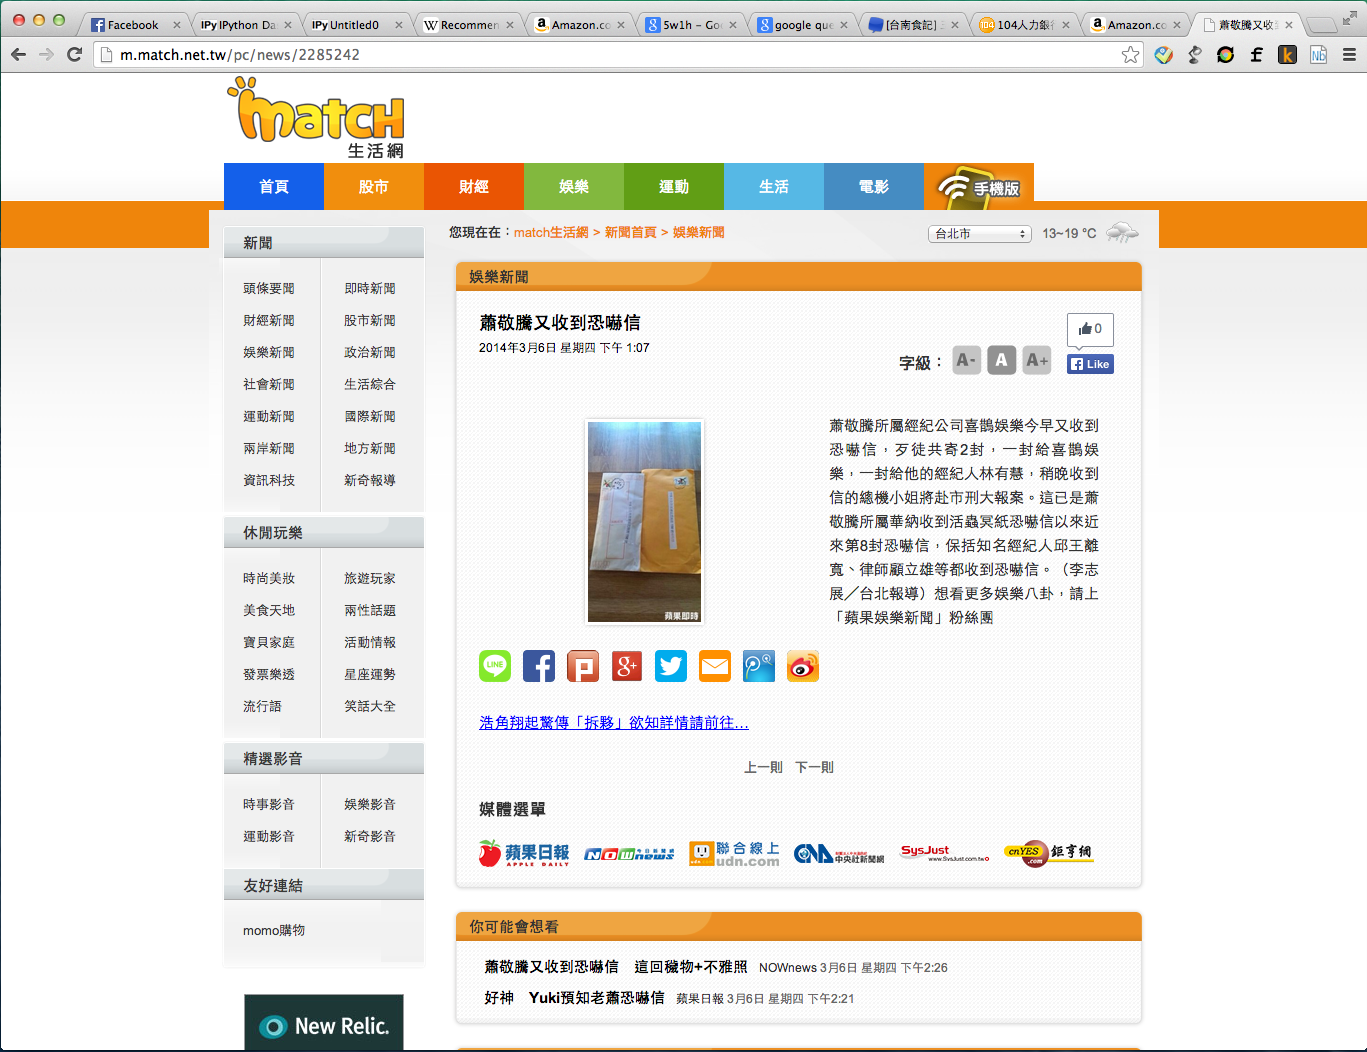 Facebook
IPy IPython Da
IPy Untitled0
W Recommen
Amazon.co
5w1h – Go
google que
[台南食記]
104人力銀
Amazon.co
蕭敬騰又收
m.match.net.tw/pc/news/2285242
match
生活網
首頁
股市
財經
娛樂
運動
生活
電影
手機版
您現在在：match生活網 > 新聞首頁 > 娛樂新聞
台北市
13~19 °C
新聞
頭條要聞 即時新聞
財經新聞 股市新聞
娛樂新聞 政治新聞
社會新聞 生活綜合
運動新聞 國際新聞
兩岸新聞 地方新聞
資訊科技 新奇報導
休閒玩樂
時尚美妝 旅遊玩家
美食天地 兩性話題
寶貝家庭 活動情報
發票樂透 星座運勢
流行語 笑話大全
精選影音
時事影音 娛樂影音
運動影音 新奇影音
友好連結
momo購物
New Relic.
娛樂新聞
蕭敬騰又收到恐嚇信
2014年3月6日 星期四 下午 1:07
字級：
A- A A+
0
Like
蘋果即時
蕭敬騰所屬經紀公司喜鵲娛樂今早又收到
恐嚇信，歹徒共寄2封，一封給喜鵲娛
樂，一封給他的經紀人林有慧，稍晚收到
信的總機小姐將赴市刑大報案。這已是蕭
敬騰所屬華納收到活蟲冥紙恐嚇信以來近
來第8封恐嚇信，保括知名經紀人邱王離
寬、律師顧立雄等都收到恐嚇信。（李志
展／台北報導）想看更多娛樂八卦，請上
「蘋果娛樂新聞」粉絲團
LINE
浩角翔起驚傳「拆夥」欲知詳情請前往...
上一則 下一則
媒體選單
蘋果日報
APPLE DAILY
NOWnews
今日新聞網
聯合線上
udn.com
CNA
中央社新聞網
SysJust
www.SysJust.com.tw
cnYES
.com
鉅亨網
你可能會想看
蕭敬騰又收到恐嚇信　這回穢物+不雅照 NOWnews 3月6日 星期四 下午2:26
好神　Yuki預知老蕭恐嚇信 蘋果日報 3月6日 星期四 下午2:21